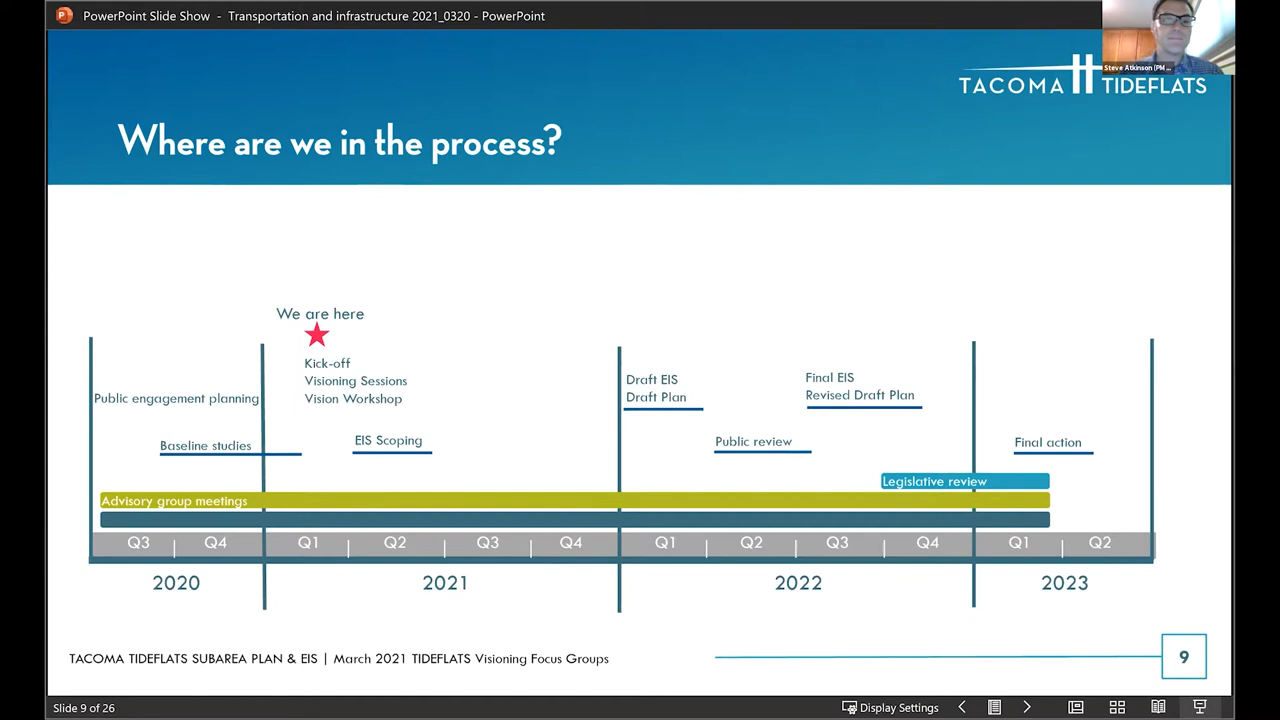 PowerPoint Slide Show - Transportation and infrastructure 2021_0320 - PowerPoint
Steve Atkinson (PM ...
TACOMA TIDEFLATS
Where are we in the process?
We are here
Kick-off
Visioning Sessions
Vision Workshop
Public engagement planning
Baseline studies
EIS Scoping
Draft EIS
Draft Plan
Public review
Final EIS
Revised Draft Plan
Final action
Legislative review
Advisory group meetings
Q3 Q4 Q1 Q2 Q3 Q4 Q1 Q2 Q3 Q4 Q1 Q2
2020 2021 2022 2023
TACOMA TIDEFLATS SUBAREA PLAN & EIS | March 2021 TIDEFLATS Visioning Focus Groups
9
Slide 9 of 26
Display Settings